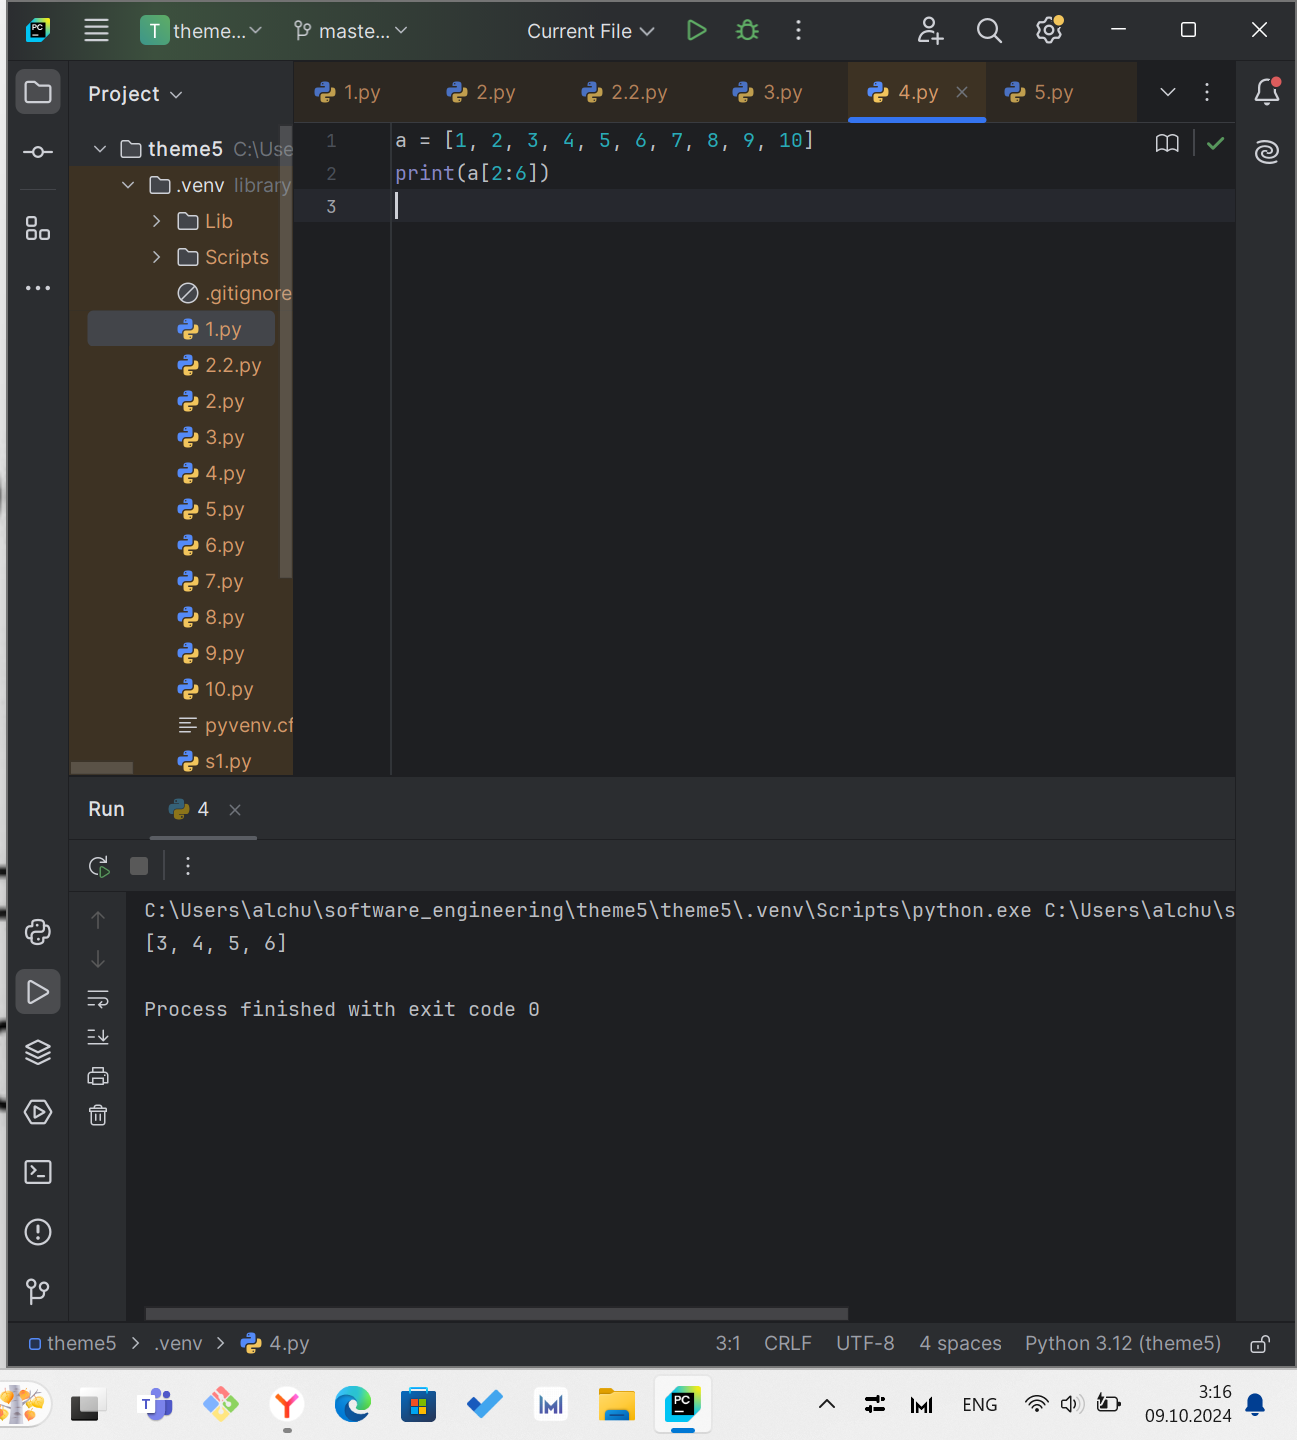 PC
T theme... master... Current File
Project
1.py 2.py 2.2.py 3.py 4.py 5.py
theme5 C:\Use
.venv library
Lib
Scripts
.gitignore
1.py
2.2.py
2.py
3.py
4.py
5.py
6.py
7.py
8.py
9.py
10.py
pyvenv.cf
s1.py
1 a = [1, 2, 3, 4, 5, 6, 7, 8, 9, 10]
2 print(a[2:6])
3
Run 4
C:\Users\alchu\software_engineering\theme5\theme5\.venv\Scripts\python.exe C:\Users\alchu\s
[3, 4, 5, 6]
Process finished with exit code 0
theme5 > .venv > 4.py 3:1 CRLF UTF-8 4 spaces Python 3.12 (theme5)
PC
ENG
3:16
09.10.2024